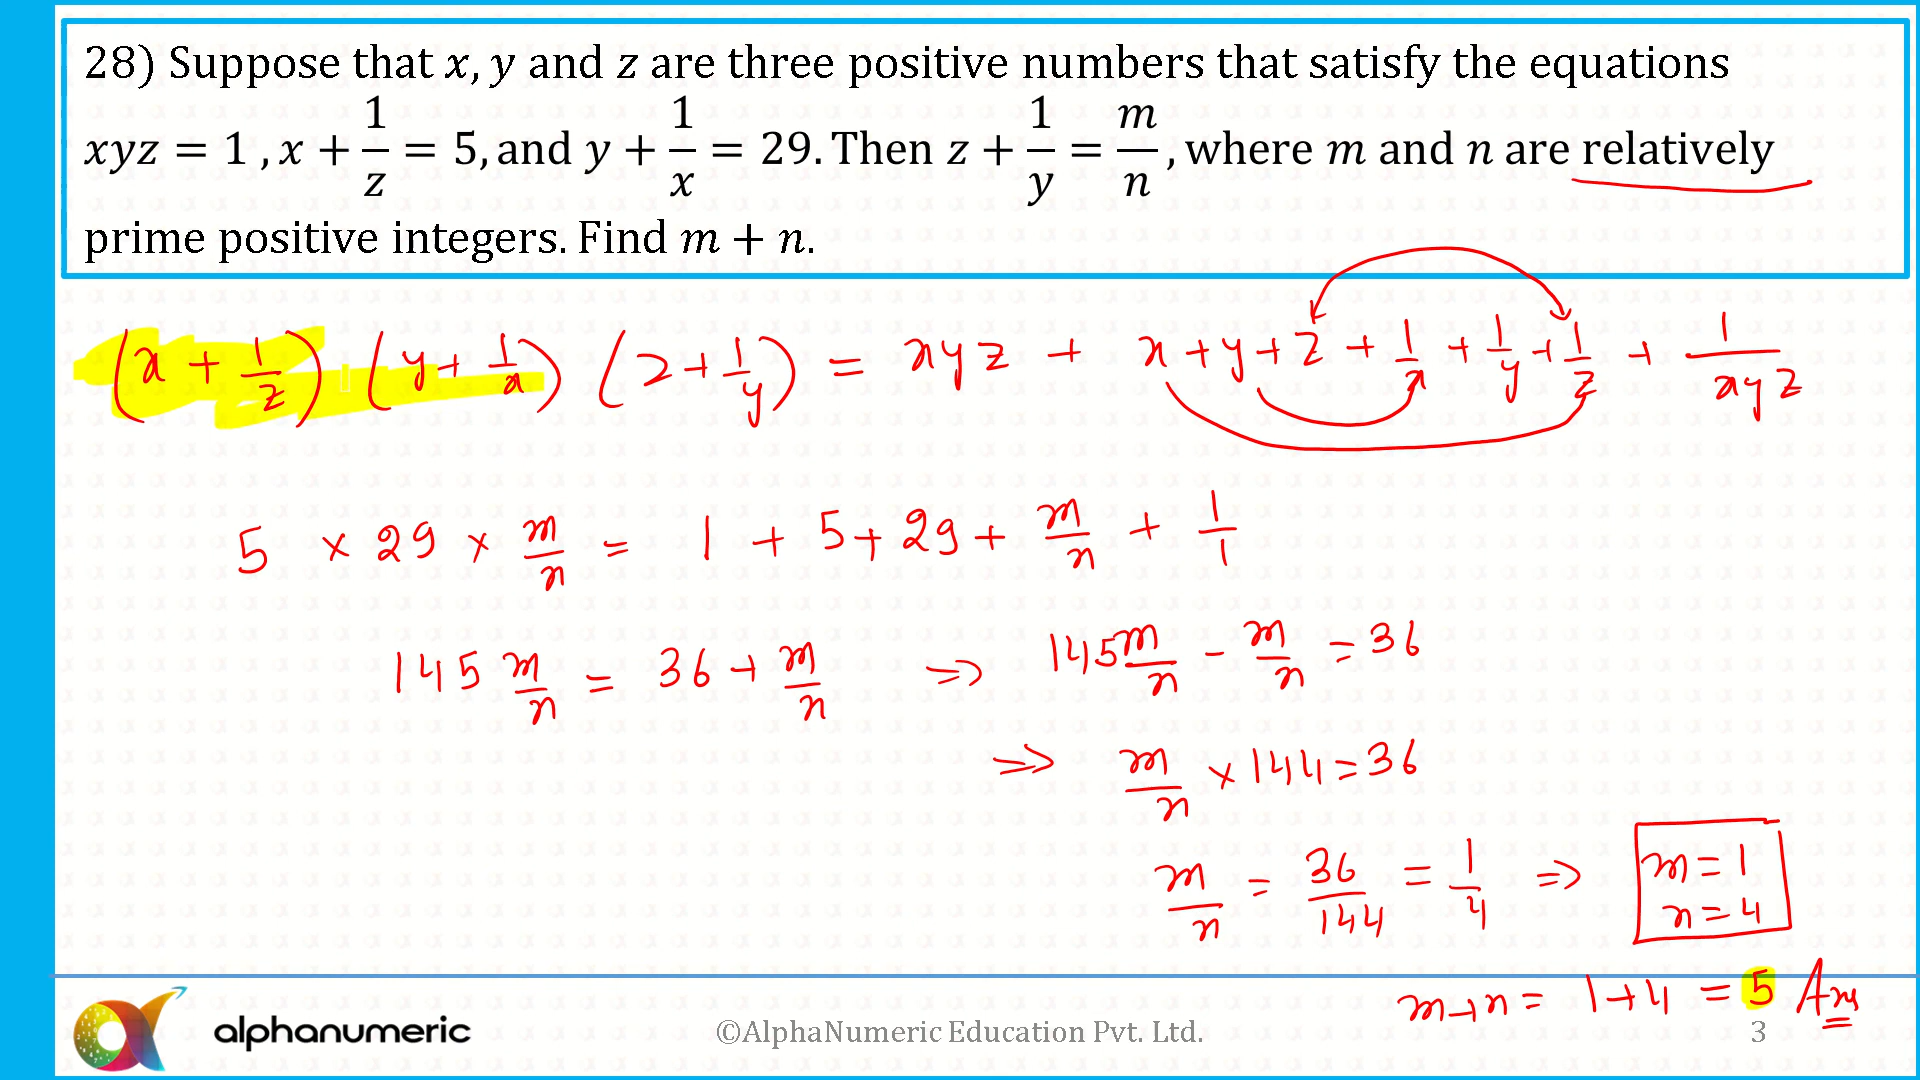 28) Suppose that x, y and z are three positive numbers that satisfy the equations
xyz = 1 , x + 1/z = 5, and y + 1/x = 29. Then z + 1/y = m/n , where m and n are relatively
prime positive integers. Find m + n.
(x + 1/z) (y + 1/x) (z + 1/y) = xyz + x + y + z + 1/x + 1/y + 1/z + 1/xyz
5 × 29 × m/n = 1 + 5 + 29 + m/n + 1/1
145 m/n = 36 + m/n ⇒ 145 m/n − m/n = 36
⇒ m/n × 144 = 36
m/n = 36/144 = 1/4 ⇒ m = 1
n = 4
m + n = 1 + 4 = 5 Ans
alphanumeric
©AlphaNumeric Education Pvt. Ltd.
3